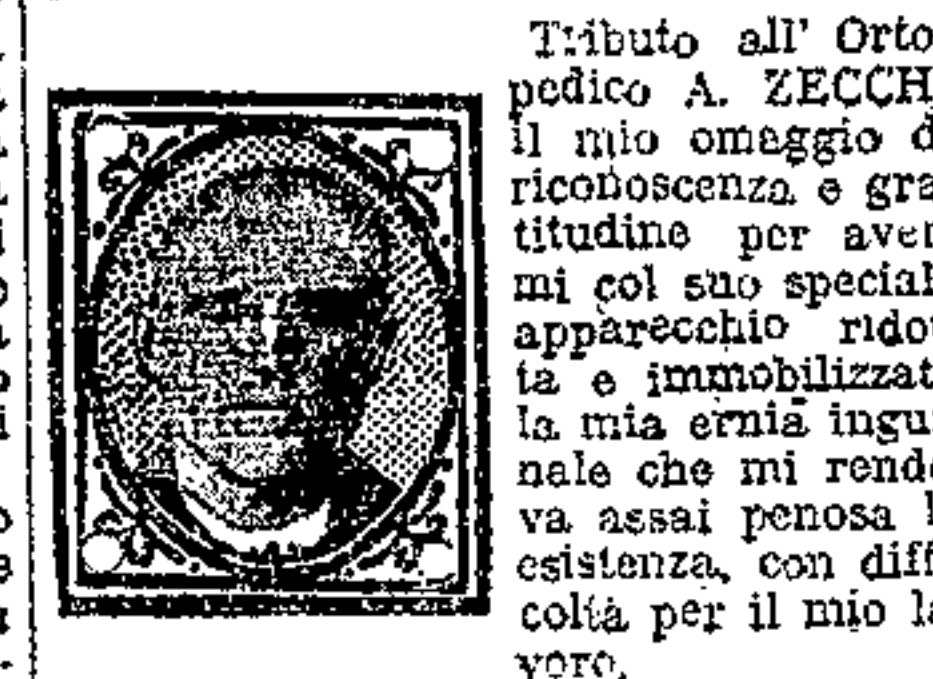 Tributo all' Orto
pedico A. ZECCH
il mio omaggio d
riconoscenza e gra
titudine per aver
mi col suo special
apparecchio ridot
ta e immobilizzat
la mia ernia ingui
nale che mi rende
va assai penosa l
esistenza, con diffi
coltà per il mio la
voro.